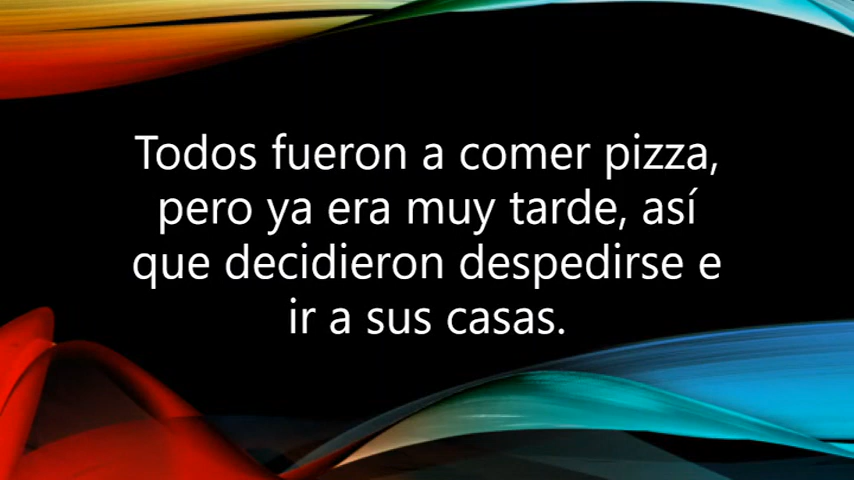 Todos fueron a comer pizza,
pero ya era muy tarde, así
que decidieron despedirse e
ir a sus casas.